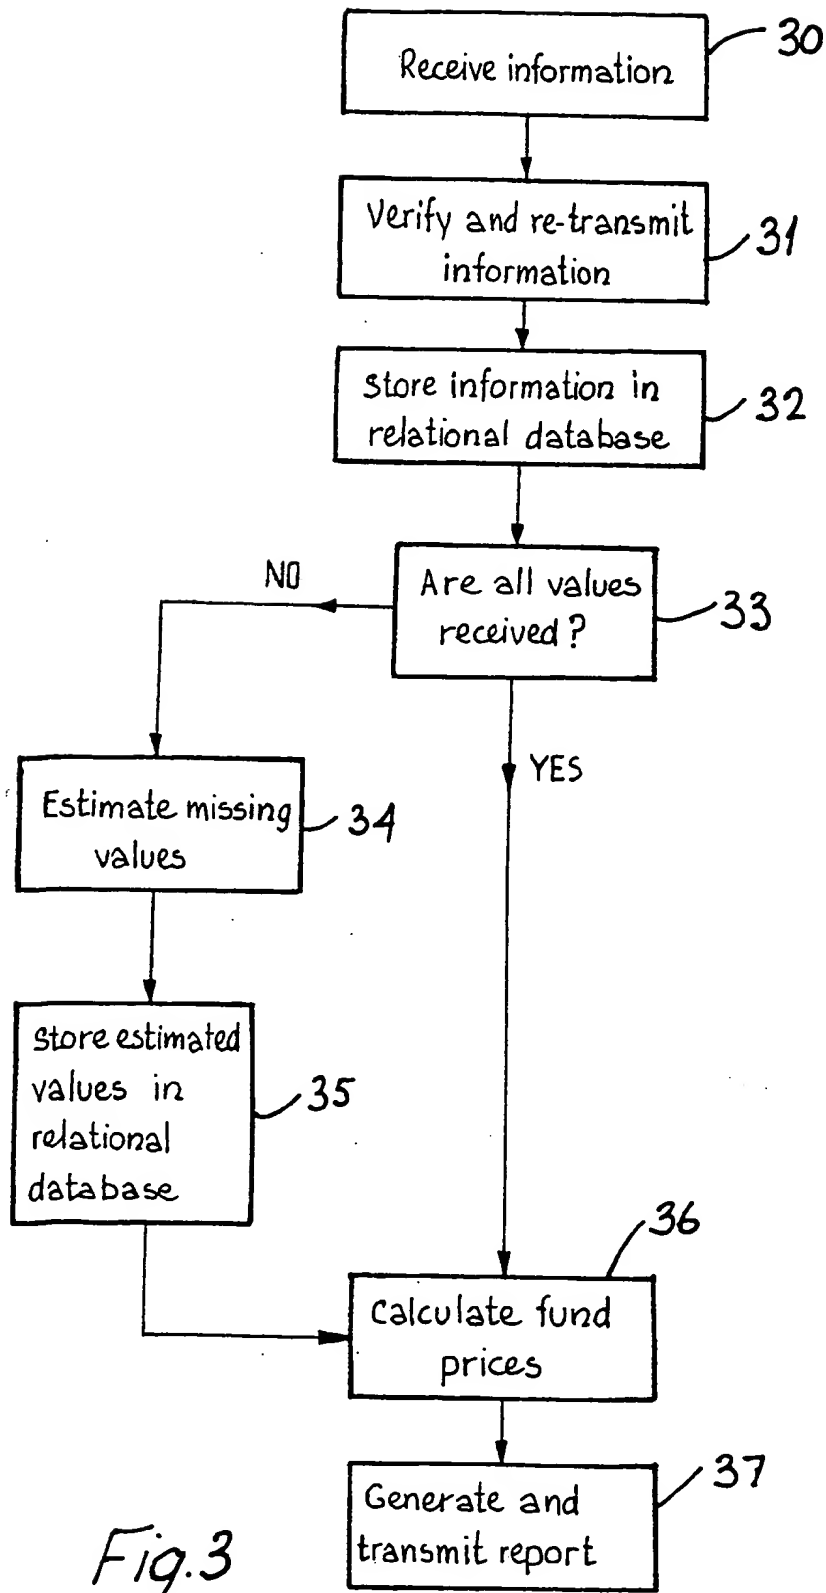 30
Receive information
Verify and re-transmit
information
31
Store information in
relational database
32
NO
Are all values
received?
33
YES
Estimate missing
values
34
Store estimated
values in
relational
database
35
36
Calculate fund
prices
37
Generate and
transmit report
Fig.3